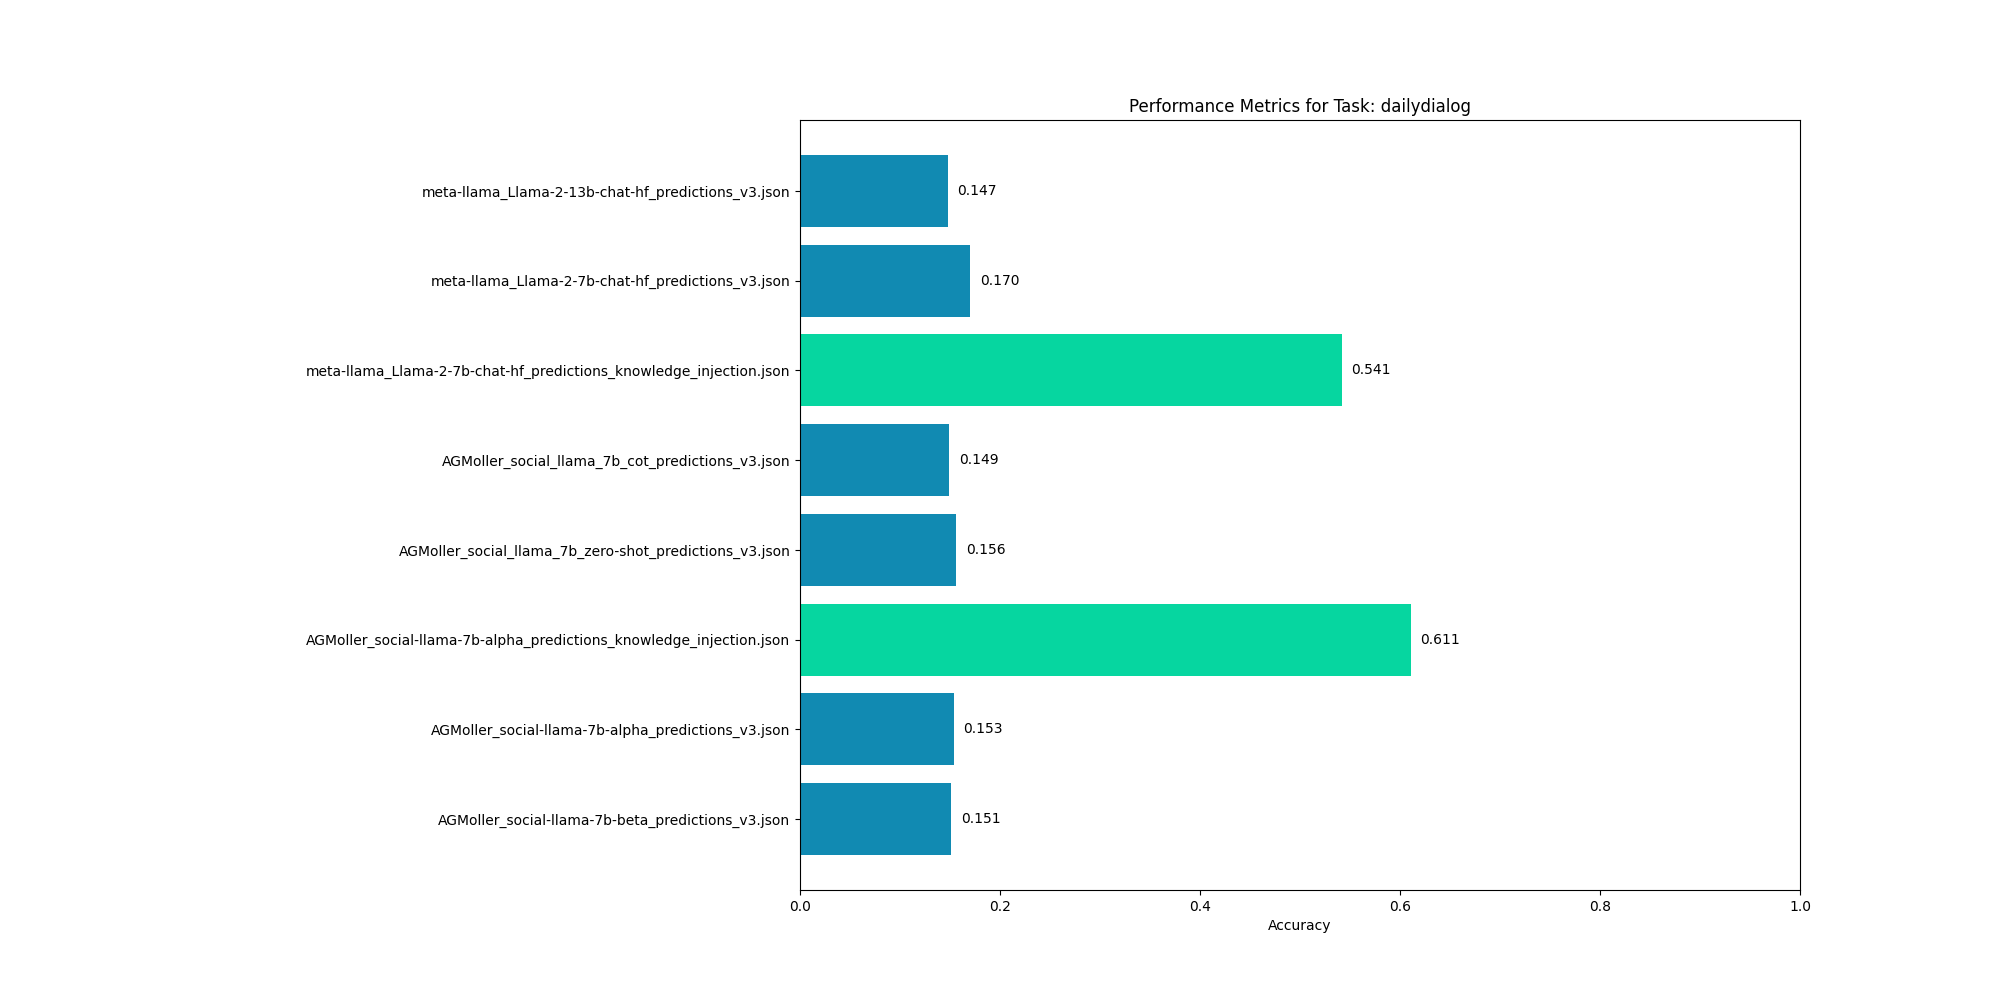 Performance Metrics for Task: dailydialog
meta-llama_Llama-2-13b-chat-hf_predictions_v3.json
0.147
meta-llama_Llama-2-7b-chat-hf_predictions_v3.json
0.170
meta-llama_Llama-2-7b-chat-hf_predictions_knowledge_injection.json
0.541
AGMoller_social_llama_7b_cot_predictions_v3.json
0.149
AGMoller_social_llama_7b_zero-shot_predictions_v3.json
0.156
AGMoller_social-llama-7b-alpha_predictions_knowledge_injection.json
0.611
AGMoller_social-llama-7b-alpha_predictions_v3.json
0.153
AGMoller_social-llama-7b-beta_predictions_v3.json
0.151
0.0 0.2 0.4 0.6 0.8 1.0
Accuracy